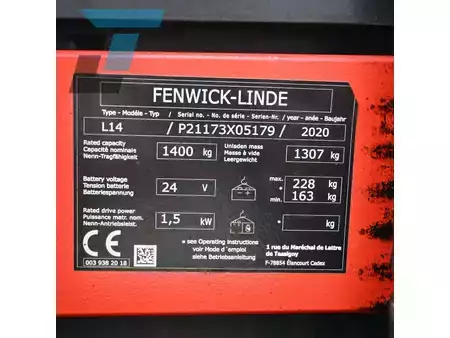 FENWICK-LINDE
Type - Modèle - Typ / Serial no. - No. de série - Serien-Nr. / year - année - Baujahr
L14 / P21173X05179 / 2020
Rated capacity
Capacité nominale
Nenn-Tragfähigkeit
1400 kg
Unladen mass
Masse à vide
Leergewicht
1307 kg
Battery voltage
Tension batterie
Batteriespannung
24 V
max. 228 kg
min. 163 kg
Rated drive power
Puissance motr. nom.
Nenn-Antriebsleist.
1,5 kW
* kg
CE
* see Operating instructions
voir Mode d'emploi
siehe Betriebsanleitung
1 rue du Maréchal de Lattre
de Tassigny
F-78854 Élancourt Cedex
003 938 20 18